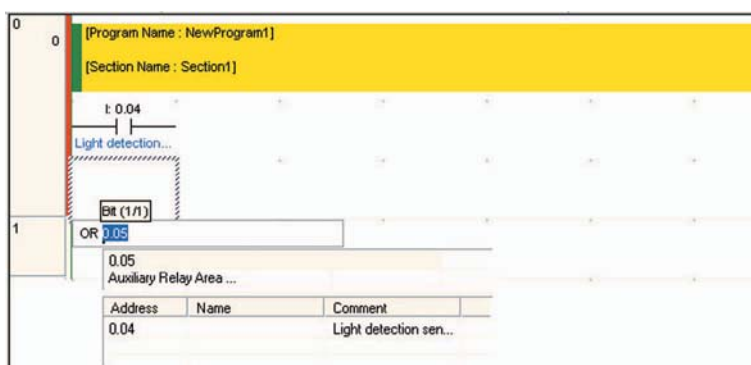 0
0
[Program Name : NewProgram1]
[Section Name : Section1]
I: 0.04
Light detection...
Bit (1/1)
1
OR 0.05
0.05
Auxiliary Relay Area ...
Address Name Comment
0.04 Light detection sen...